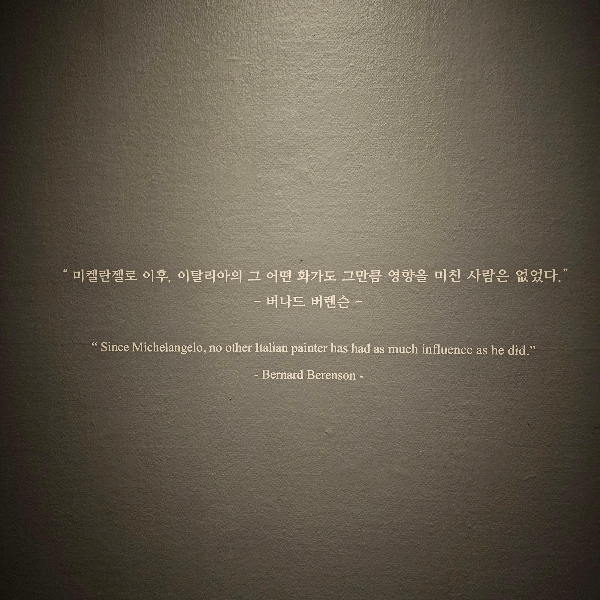 “ 미켈란젤로 이후, 이탈리아의 그 어떤 화가도 그만큼 영향을 미친 사람은 없었다.”
- 버나드 버렌슨 -
“ Since Michelangelo, no other Italian painter has had as much influence as he did.”
- Bernard Berenson -